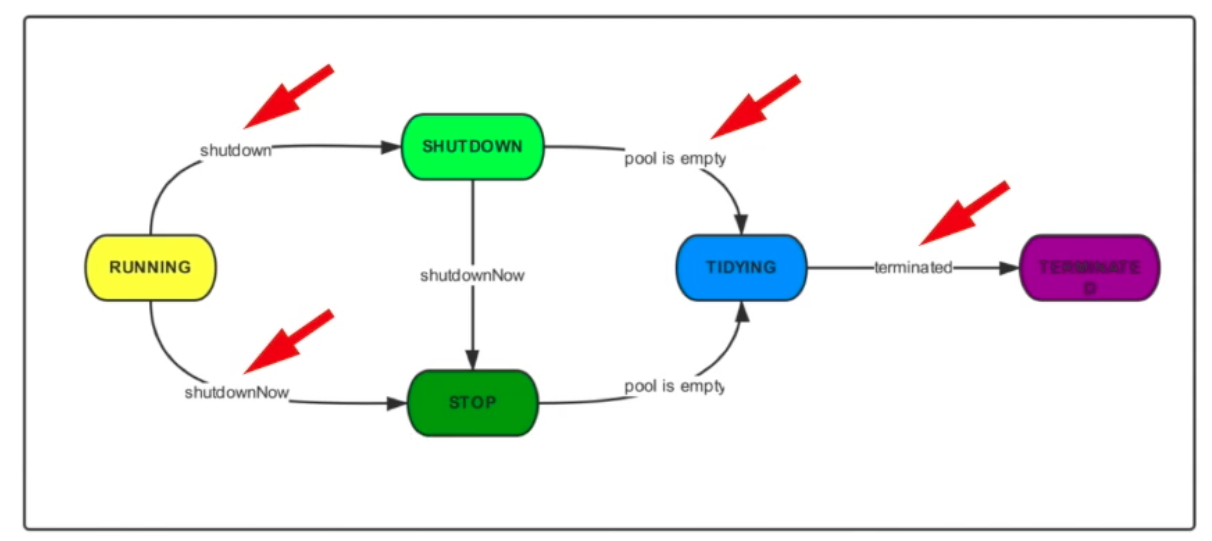 shutdown
SHUTDOWN
pool is empty
RUNNING
shutdownNow
TIDYING
terminated
TERMINATE
D
shutdownNow
STOP
pool is empty